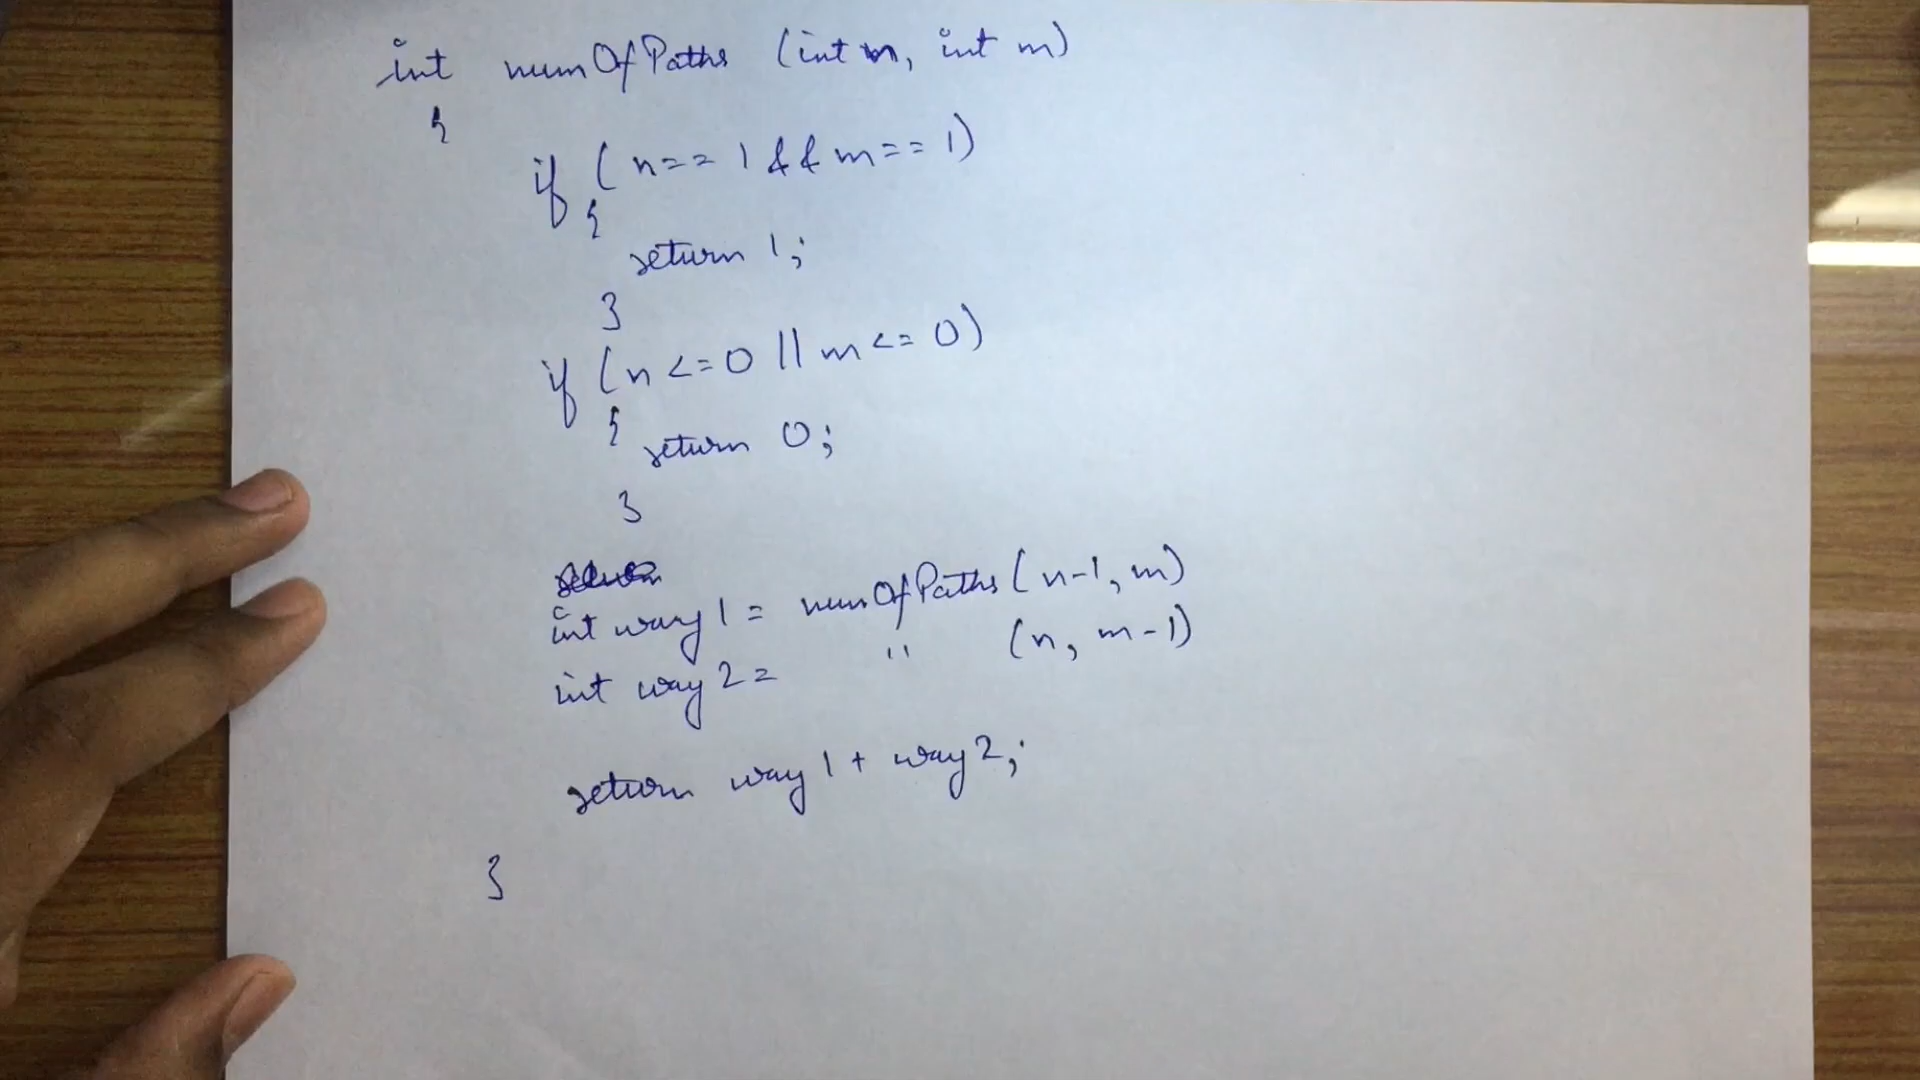 int numOfPaths (int n, int m)
{
if (n==1 && m==1)
{
return 1;
}
if (n<=0 || m<=0)
{
return 0;
}
int way1 = numOfPaths (n-1, m)
int way2 = " (n, m-1)
return way1 + way2;
}